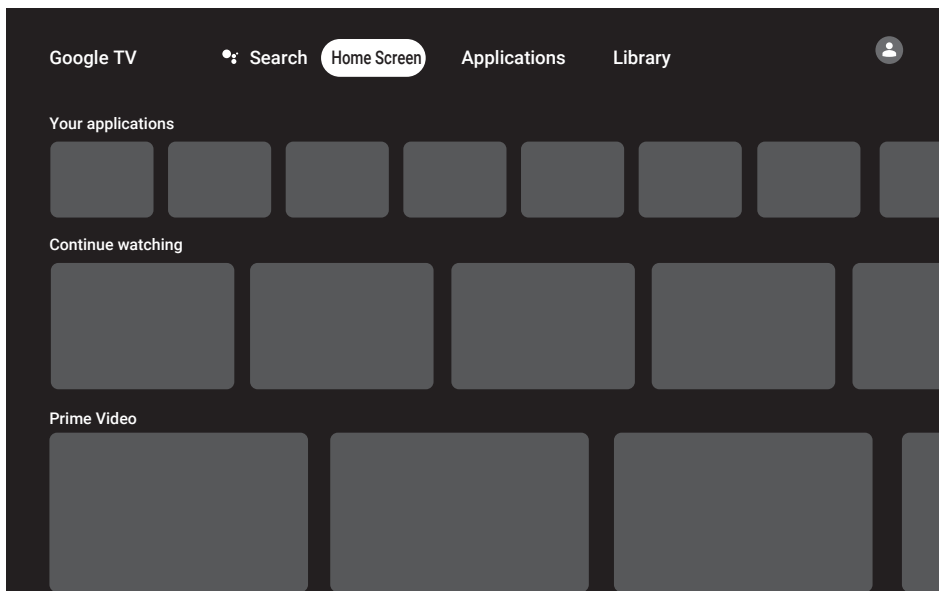 Google TV Search Home Screen Applications Library
Your applications
Continue watching
Prime Video